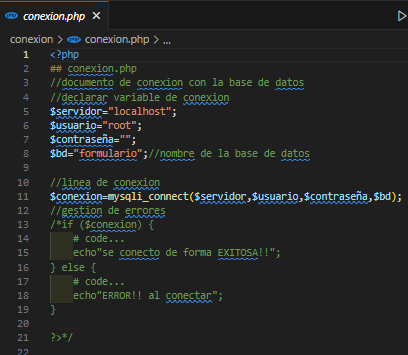 conexion.php
conexion > conexion.php > ...
1 <?php
2 ## conexion.php
3 //documento de conexion con la base de datos
4 //declarar variable de conexion
5 $servidor="localhost";
6 $usuario="root";
7 $contraseña="";
8 $bd="formulario";//nombre de la base de datos
9
10 //linea de conexion
11 $conexion=mysqli_connect($servidor,$usuario,$contraseña,$bd);
12 //gestion de errores
13 /*if ($conexion) {
14 # code...
15 echo"se conecto de forma EXITOSA!!";
16 } else {
17 # code...
18 echo"ERROR!! al conectar";
19 }
20
21 ?>*/
22